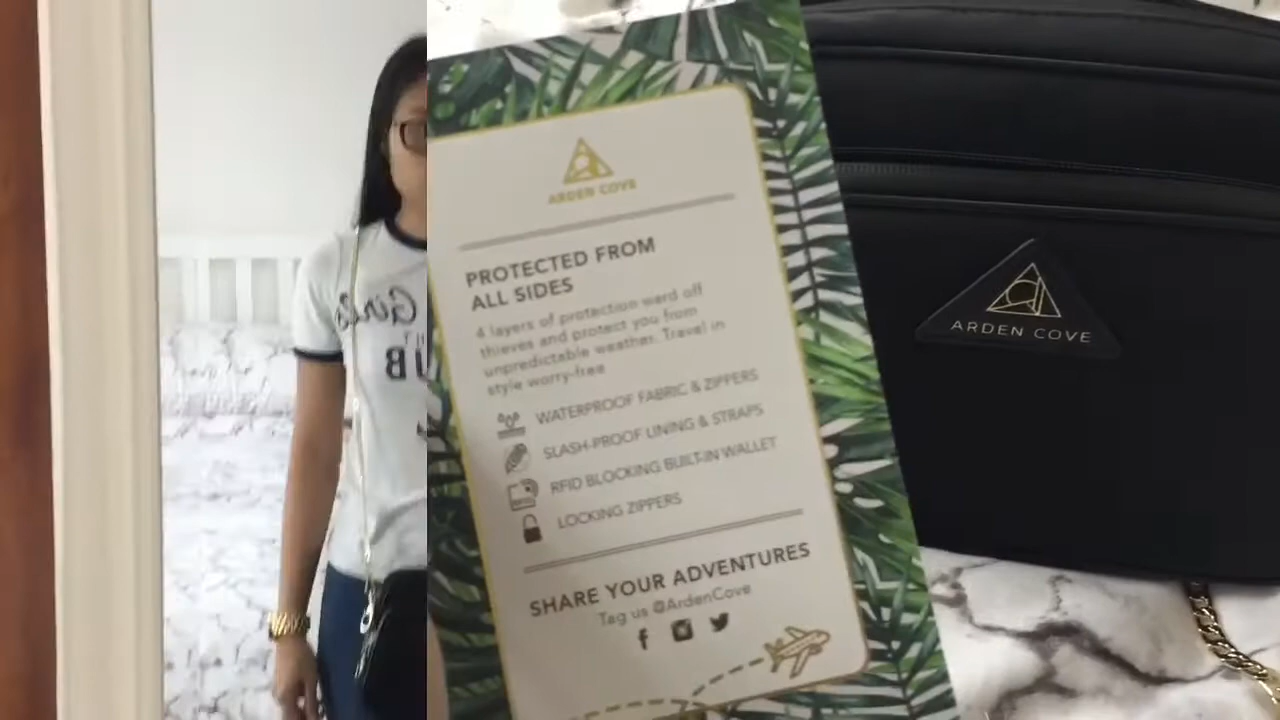 Girls
ARDEN COVE
PROTECTED FROM
ALL SIDES
4 layers of protection ward off
thieves and protect you from
unpredictable weather. Travel in
style worry-free
WATERPROOF FABRIC & ZIPPERS
SLASH-PROOF LINING & STRAPS
RFID BLOCKING BUILT-IN WALLET
LOCKING ZIPPERS
SHARE YOUR ADVENTURES
Tag us @ArdenCove
ARDEN COVE